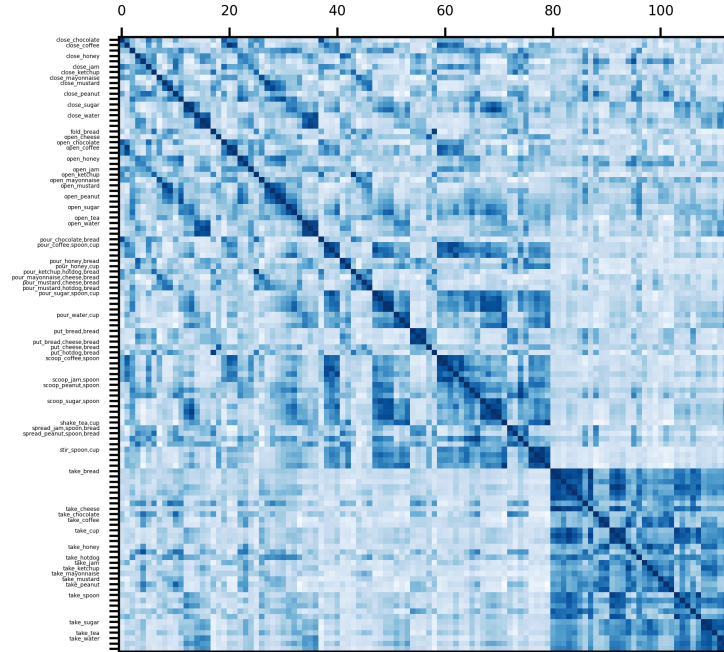 0 20 40 60 80 100
close_chocolate
close_coffee
close_honey
close_jam
close_ketchup
close_mayonnaise
close_mustard
close_peanut
close_sugar
close_water
fold_bread
open_cheese
open_chocolate
open_coffee
open_honey
open_jam
open_ketchup
open_mayonnaise
open_mustard
open_peanut
open_sugar
open_tea
open_water
pour_chocolate,bread
pour_coffee,spoon,cup
pour_honey,bread
pour_honey,cup
pour_ketchup,hotdog,bread
pour_mayonnaise,cheese,bread
pour_mustard,cheese,bread
pour_mustard,hotdog,bread
pour_sugar,spoon,cup
pour_water,cup
put_bread,bread
put_bread,cheese,bread
put_cheese,bread
put_hotdog,bread
scoop_coffee,spoon
scoop_jam,spoon
scoop_peanut,spoon
scoop_sugar,spoon
shake_tea,cup
spread_jam,spoon,bread
spread_peanut,spoon,bread
stir_spoon,cup
take_bread
take_cheese
take_chocolate
take_coffee
take_cup
take_honey
take_hotdog
take_jam
take_ketchup
take_mayonnaise
take_mustard
take_peanut
take_spoon
take_sugar
take_tea
take_water